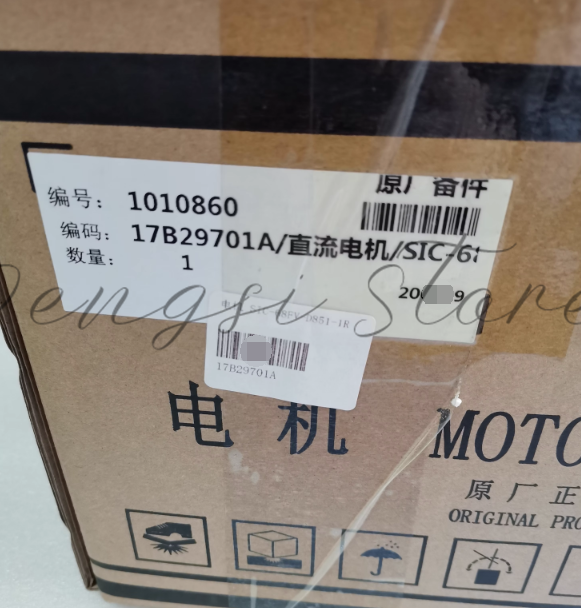 原厂备件
编号: 1010860
编码: 17B29701A/直流电机/SIC-68
数量: 1
17B29701A
Pengsi Store
电机 MOTO
原厂正
ORIGINAL PRO